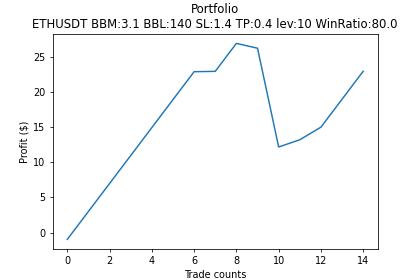 Portfolio
ETHUSDT BBM:3.1 BBL:140 SL:1.4 TP:0.4 lev:10 WinRatio:80.0
25
20
15
10
5
0
Profit ($)
0 2 4 6 8 10 12 14
Trade counts